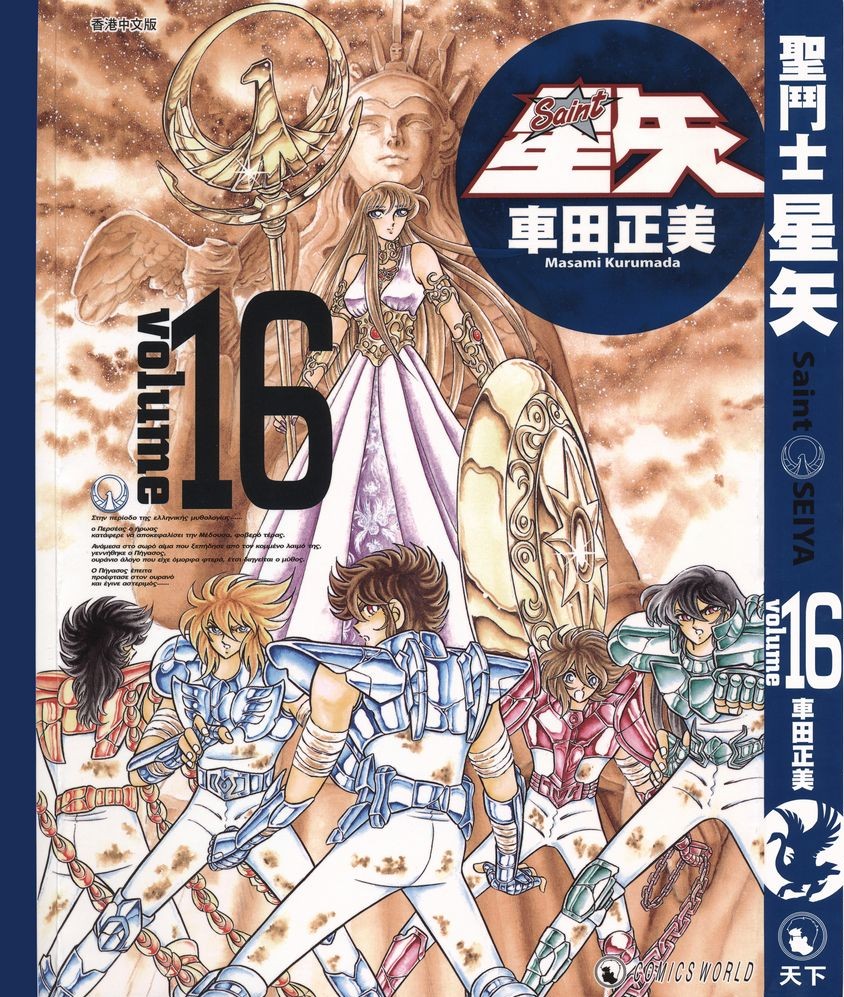 香港中文版
Saint
星矢
車田正美
Masami Kurumada
volume
16
Στην περίοδο της ελληνικής μυθολογίας......
ο Περσέας ο ήρωας
κατάφερε να αποκεφαλίσει την Μέδουσα, φοβερό τέρας.
Ανάμεσα στο σωρό αίμα που ξεπήδησε από τον κομμένο λαιμό της,
γεννήθηκε ο Πήγασος,
ουράνιο άλογο που είχε όμορφα φτερά, έτσι διηγείται ο μύθος.
Ο Πήγασος έπειτα
προέφτασε στον ουρανό
και έγινε αστερισμός......
COMICS WORLD
聖鬥士 星矢
Saint SEIYA
volume
16
車田正美
天下